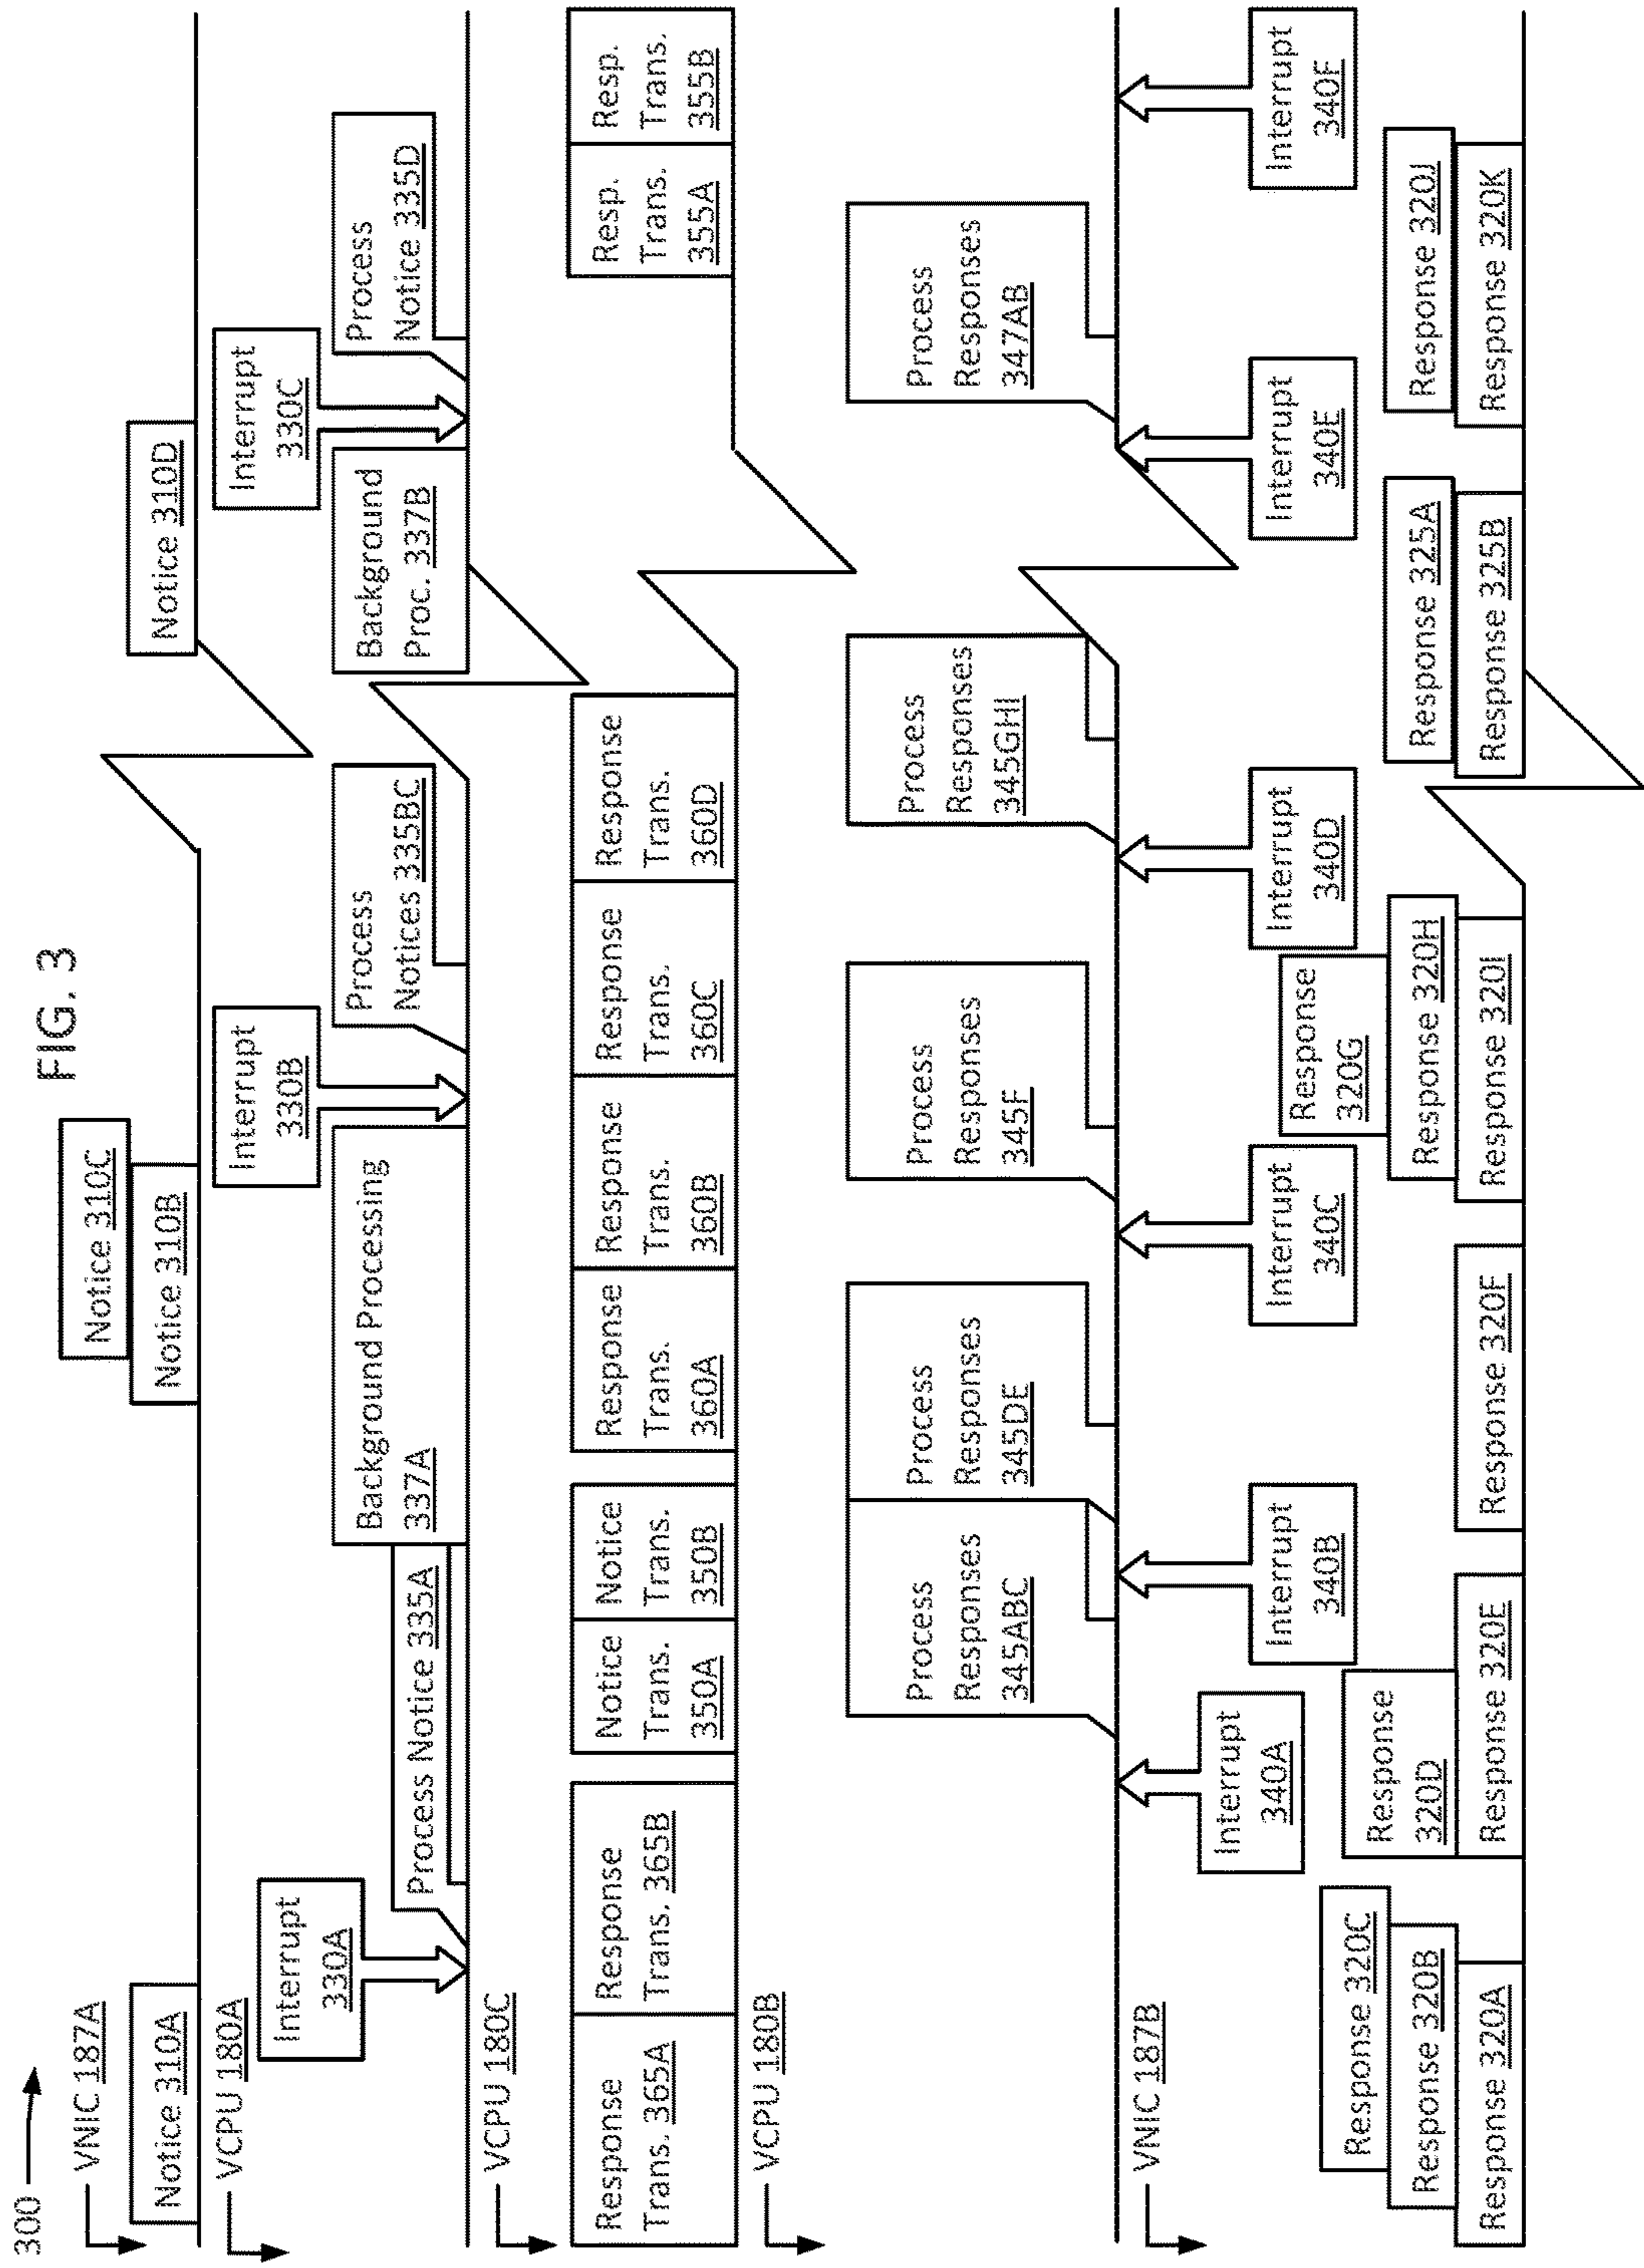 FIG. 3
300
VNIC 187A
Notice 310A
Notice 310C
Notice 310B
Notice 310D
VCPU 180A
Interrupt
330A
Interrupt
330B
Interrupt
330C
Process Notice 335A
Background Processing
337A
Process
Notices 335BC
Background
Proc. 337B
Process
Notice 335D
VCPU 180C
Response
Trans. 365A
Response
Trans. 365B
Notice
Trans.
350A
Notice
Trans.
350B
Response
Trans.
360A
Response
Trans.
360B
Response
Trans.
360C
Response
Trans.
360D
Resp.
Trans.
355A
Resp.
Trans.
355B
VCPU 180B
Process
Responses
345ABC
Process
Responses
345DE
Process
Responses
345F
Process
Responses
345GHI
Process
Responses
347AB
VNIC 187B
Interrupt
340A
Interrupt
340B
Interrupt
340C
Interrupt
340D
Interrupt
340E
Interrupt
340F
Response 320C
Response 320B
Response 320A
Response
320D
Response 320E
Response 320F
Response
320G
Response 320H
Response 320I
Response 325A
Response 325B
Response 320J
Response 320K